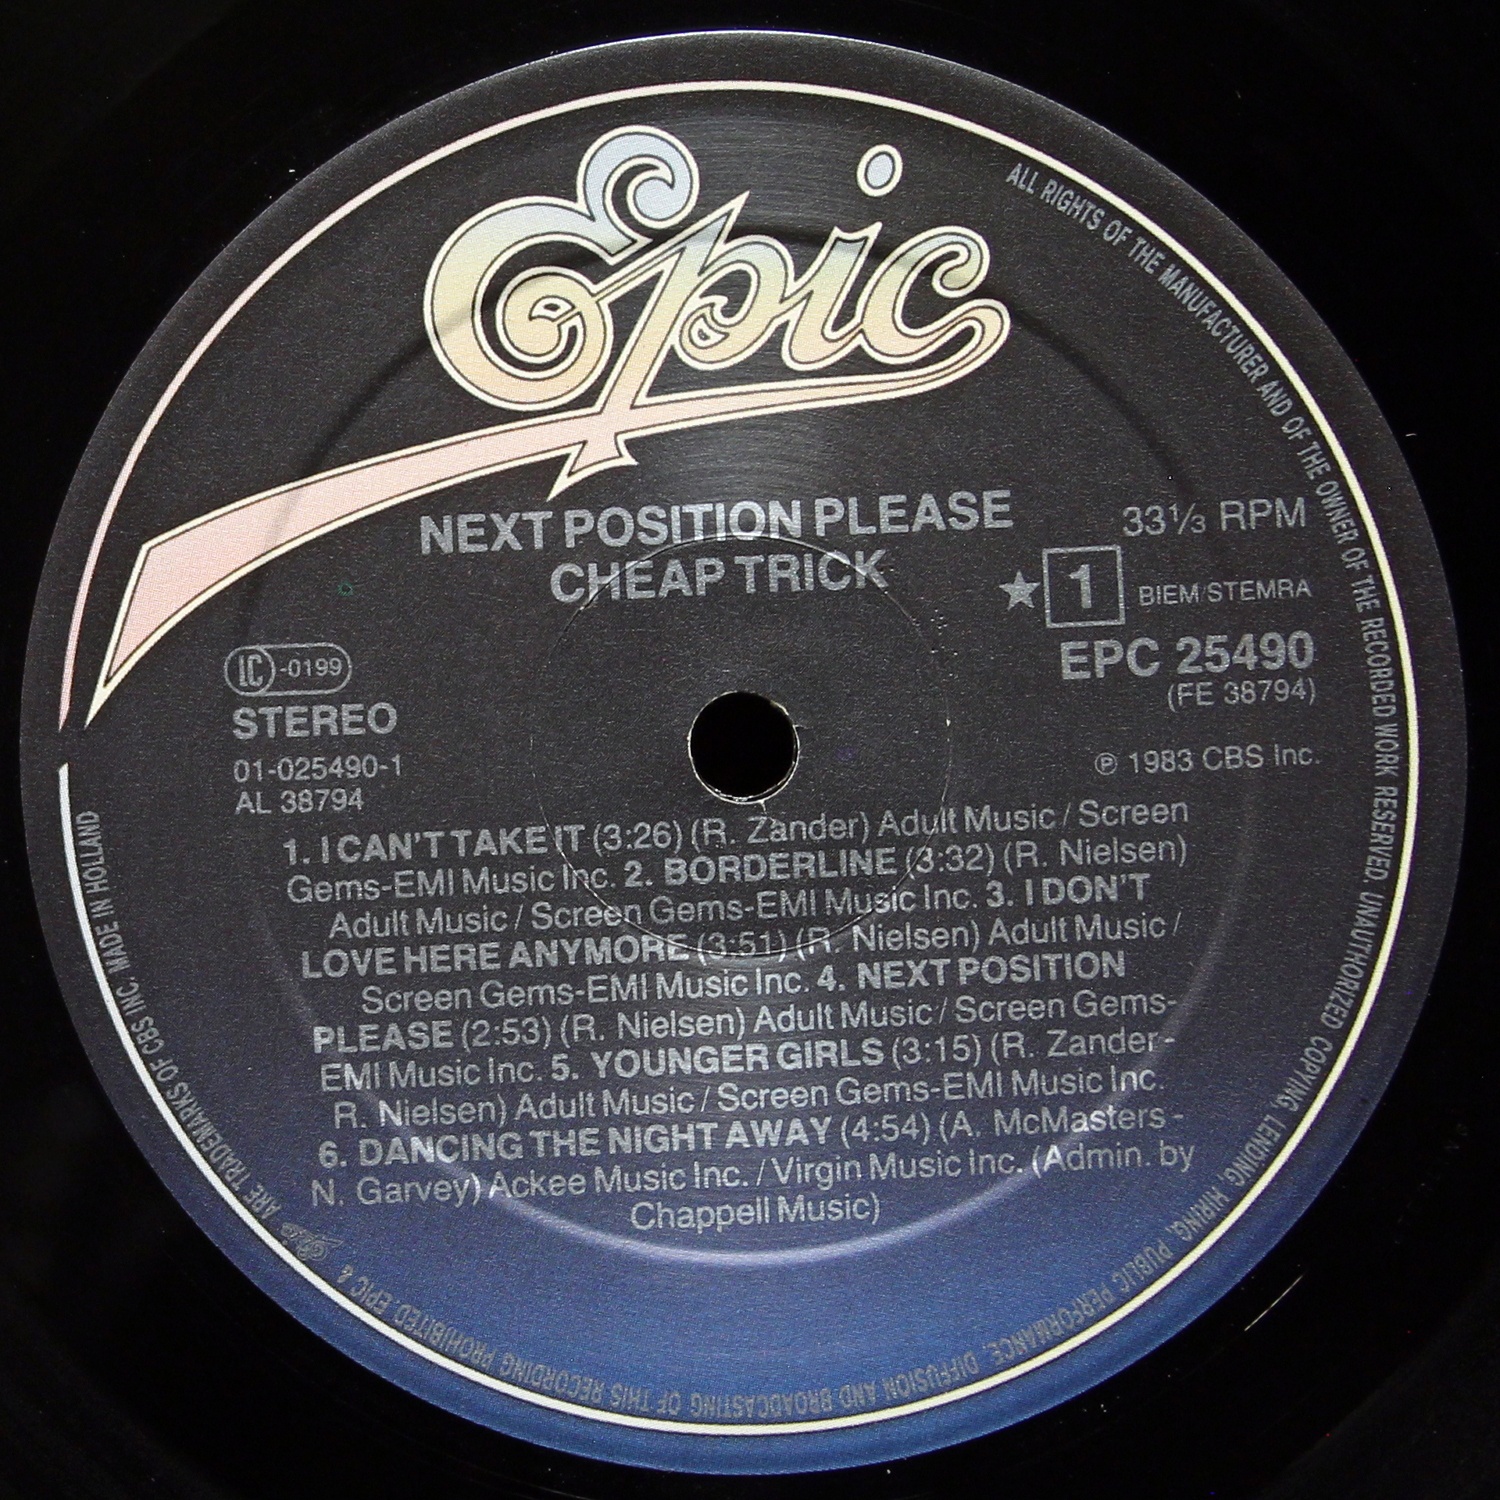 Epic
NEXT POSITION PLEASE
CHEAP TRICK
33⅓ RPM
★ 1 BIEM/STEMRA
EPC 25490
(FE 38794)
LC-0199
STEREO
01-025490-1
AL 38794
℗ 1983 CBS Inc.
1. I CAN'T TAKE IT (3:26) (R. Zander) Adult Music / Screen
Gems-EMI Music Inc. 2. BORDERLINE (3:32) (R. Nielsen)
Adult Music / Screen Gems-EMI Music Inc. 3. I DON'T
LOVE HERE ANYMORE (3:51) (R. Nielsen) Adult Music /
Screen Gems-EMI Music Inc. 4. NEXT POSITION
PLEASE (2:53) (R. Nielsen) Adult Music / Screen Gems-
EMI Music Inc. 5. YOUNGER GIRLS (3:15) (R. Zander-
R. Nielsen) Adult Music / Screen Gems-EMI Music Inc.
6. DANCING THE NIGHT AWAY (4:54) (A. McMasters -
N. Garvey) Ackee Music Inc. / Virgin Music Inc. (Admin. by
Chappell Music)
ALL RIGHTS OF THE MANUFACTURER AND OF THE OWNER OF THE RECORDED WORK RESERVED. UNAUTHORIZED COPYING, LENDING, HIRING, PUBLIC PERFORMANCE, DIFFUSION AND BROADCASTING OF THIS RECORDING PROHIBITED EPIC & Epic ARE TRADEMARKS OF CBS INC. MADE IN HOLLAND